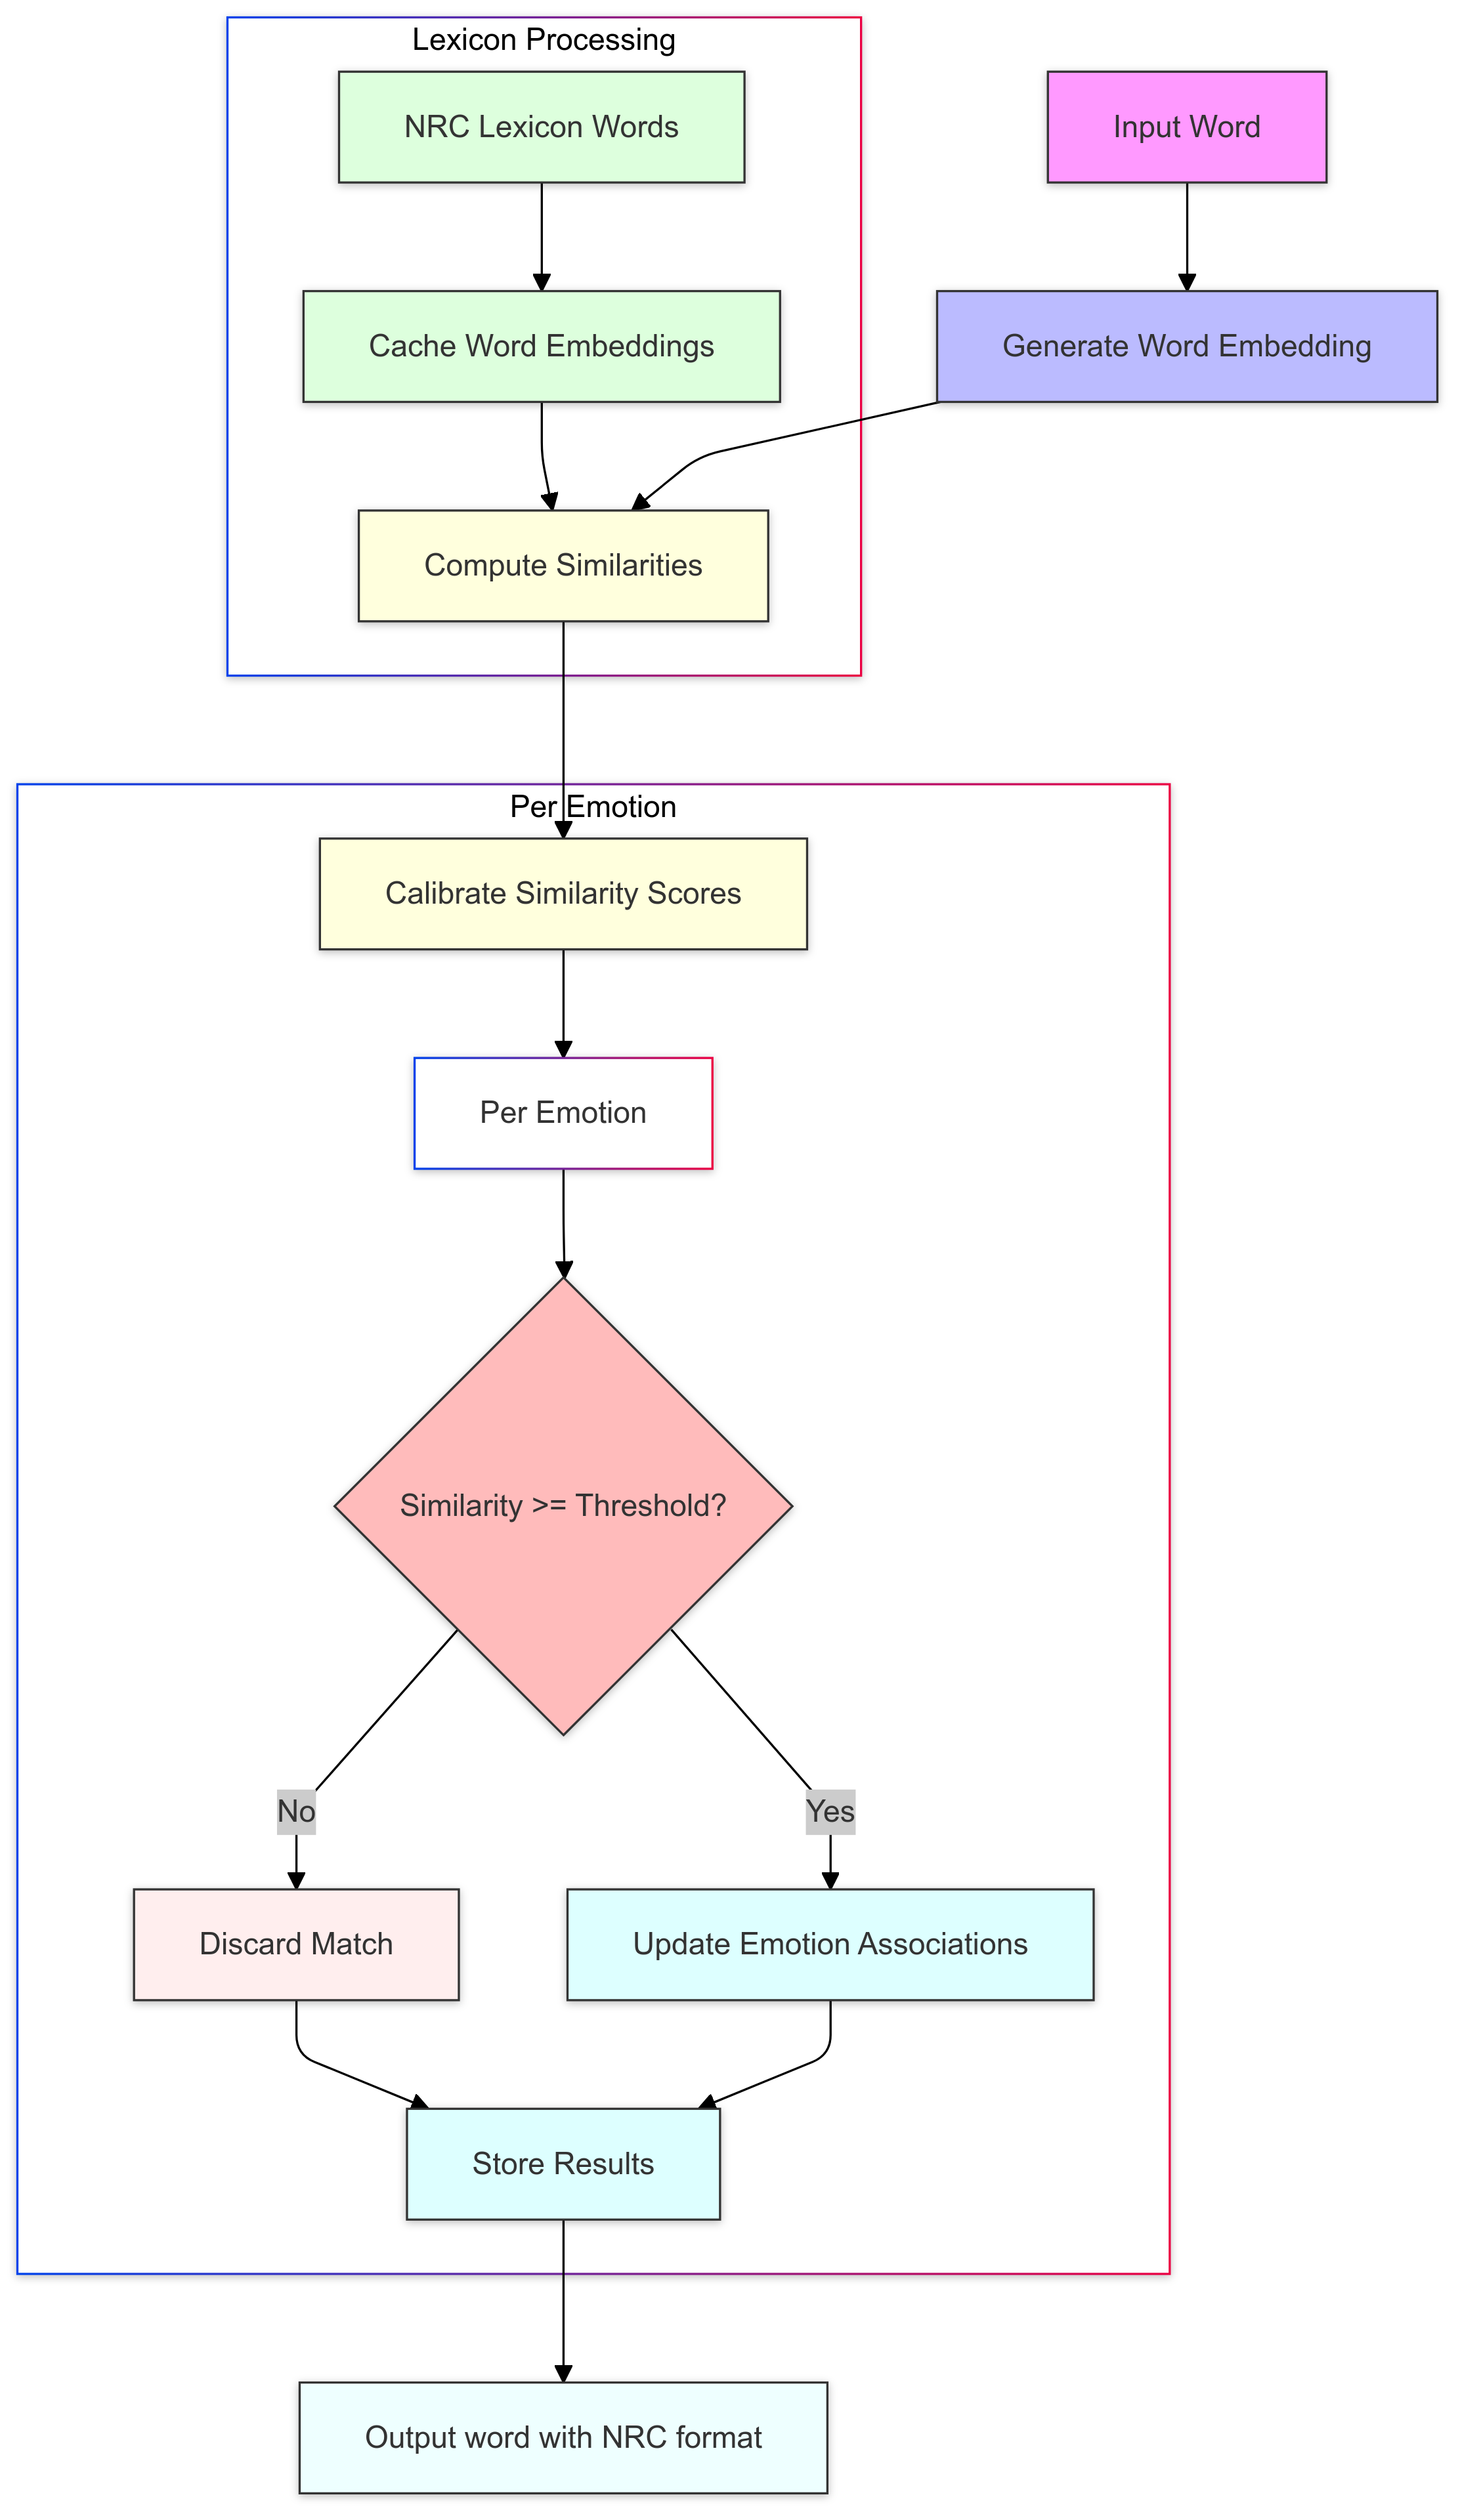 Lexicon Processing
NRC Lexicon Words
Input Word
Cache Word Embeddings
Generate Word Embedding
Compute Similarities
Per Emotion
Calibrate Similarity Scores
Per Emotion
Similarity >= Threshold?
No
Yes
Discard Match
Update Emotion Associations
Store Results
Output word with NRC format